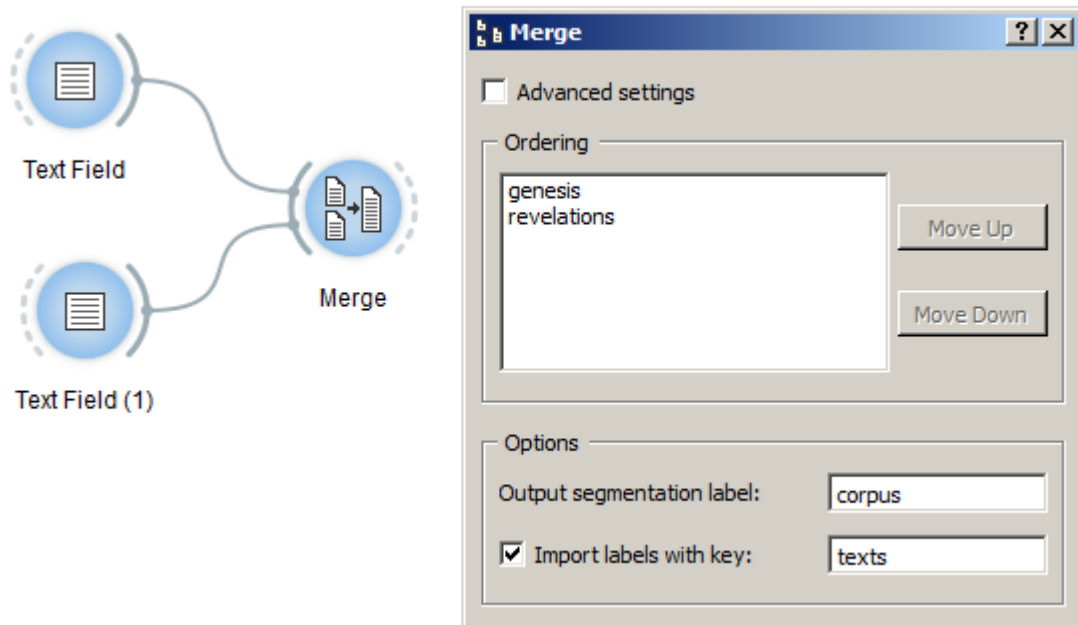 Text Field
Text Field (1)
Merge
Merge
Advanced settings
Ordering
genesis
revelations
Move Up
Move Down
Options
Output segmentation label:
corpus
Import labels with key:
texts